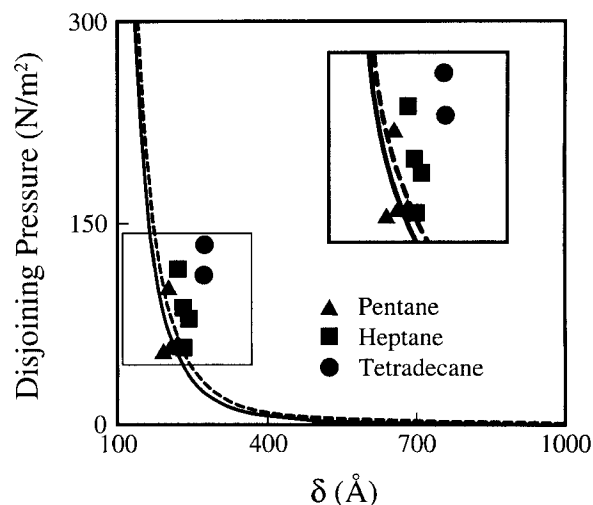 300
150
0
Disjoining Pressure (N/m²)
Pentane
Heptane
Tetradecane
100
400
700
1000
δ (Å)